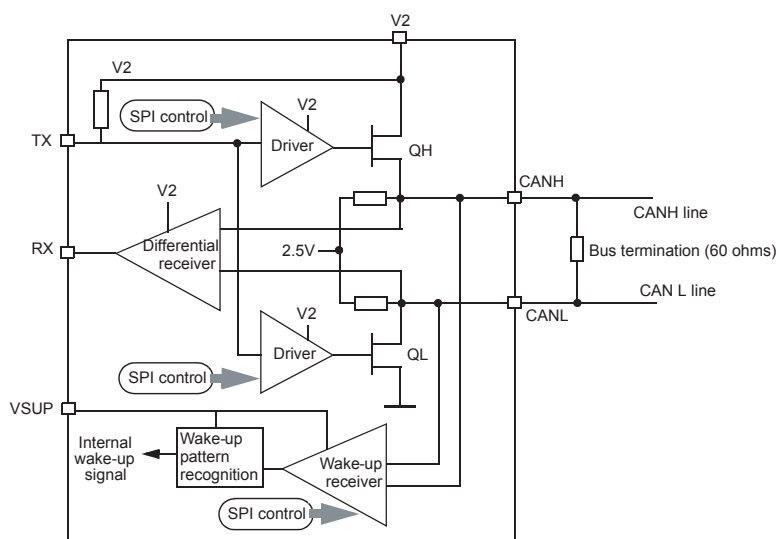 V2
V2
SPI control
V2
TX
Driver
QH
CANH
V2
CANH line
RX
Differential
receiver
2.5V
Bus termination (60 ohms)
CAN L line
V2
CANL
Driver
QL
SPI control
VSUP
Internal
wake-up
signal
Wake-up
pattern
recognition
Wake-up
receiver
SPI control